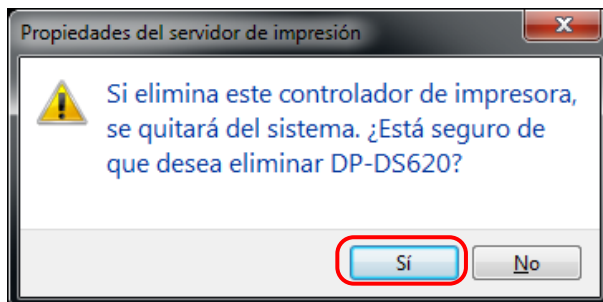 Propiedades del servidor de impresión
Si elimina este controlador de impresora,
se quitará del sistema. ¿Está seguro de
que desea eliminar DP-DS620?
Sí
No